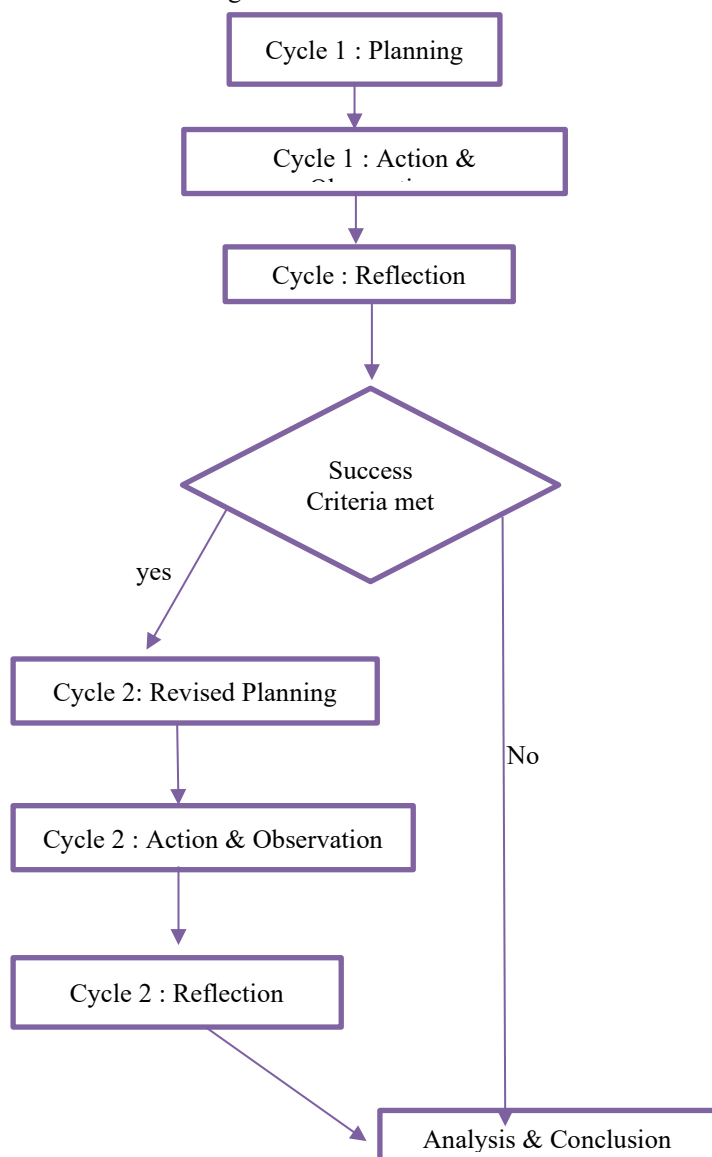 Cycle 1 : Planning
Cycle 1 : Action &
Cycle : Reflection
Success
Criteria met
yes
Cycle 2: Revised Planning
No
Cycle 2 : Action & Observation
Cycle 2 : Reflection
Analysis & Conclusion